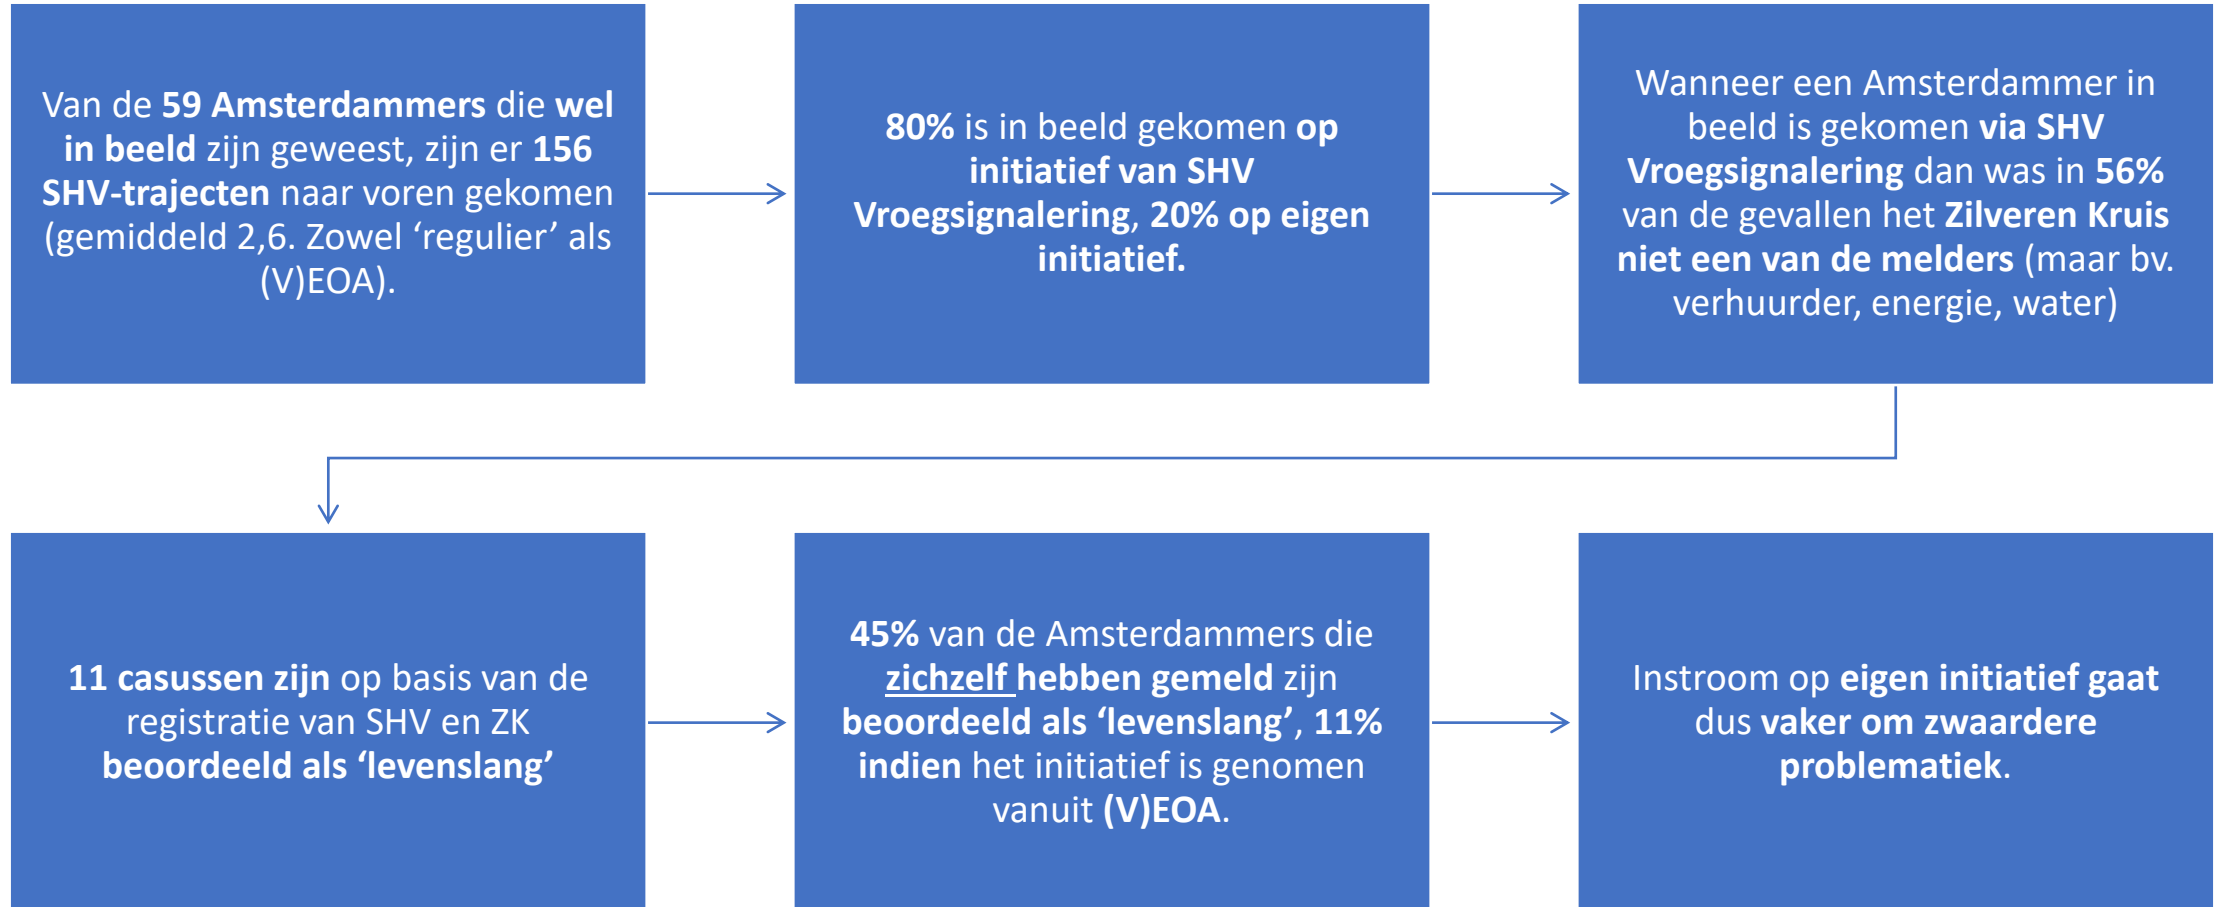 Van de 59 Amsterdammers die wel
in beeld zijn geweest, zijn er 156
SHV-trajecten naar voren gekomen
(gemiddeld 2,6. Zowel ‘regulier’ als
(V)EOA).
80% is in beeld gekomen op
initiatief van SHV
Vroegsignalering, 20% op eigen
initiatief.
Wanneer een Amsterdammer in
beeld is gekomen via SHV
Vroegsignalering dan was in 56%
van de gevallen het Zilveren Kruis
niet een van de melders (maar bv.
verhuurder, energie, water)
11 casussen zijn op basis van de
registratie van SHV en ZK
beoordeeld als ‘levenslang’
45% van de Amsterdammers die
zichzelf hebben gemeld zijn
beoordeeld als ‘levenslang’, 11%
indien het initiatief is genomen
vanuit (V)EOA.
Instroom op eigen initiatief gaat
dus vaker om zwaardere
problematiek.